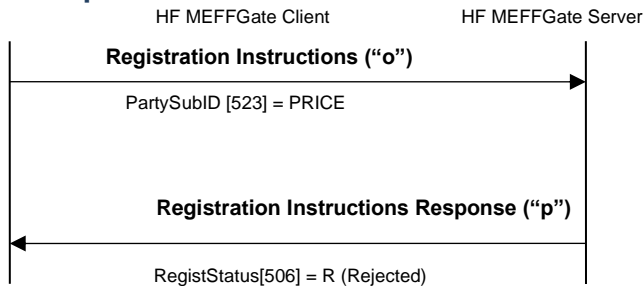 HF MEFFGate Client HF MEFFGate Server
Registration Instructions (“o”)
PartySubID [523] = PRICE
Registration Instructions Response (“p”)
RegistStatus[506] = R (Rejected)